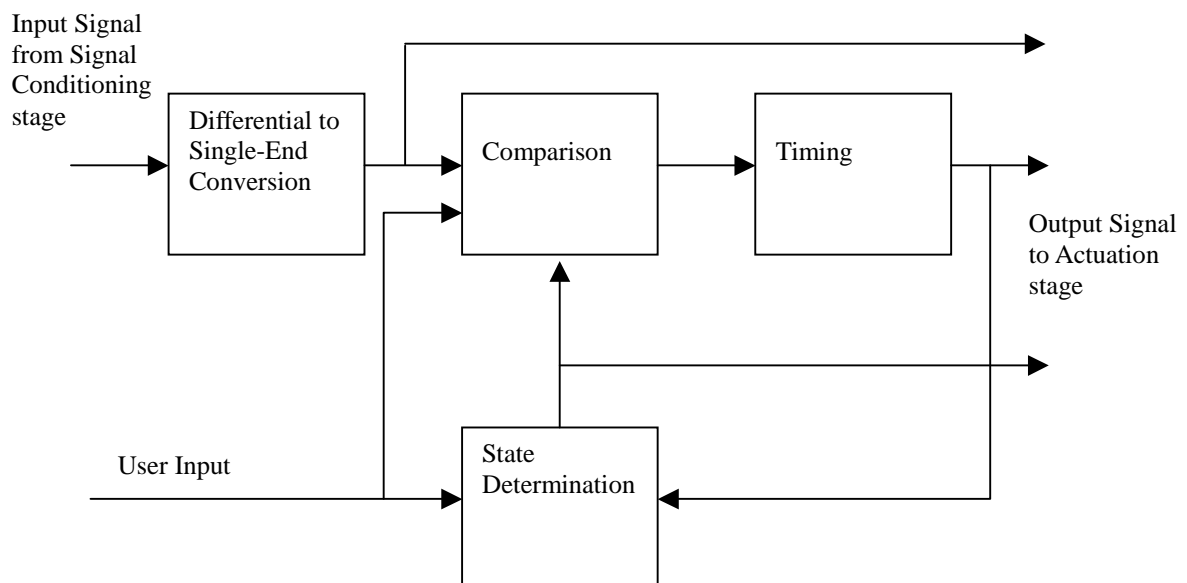 Input Signal
from Signal
Conditioning
stage
Differential to
Single-End
Conversion
Comparison
Timing
Output Signal
to Actuation
stage
User Input
State
Determination